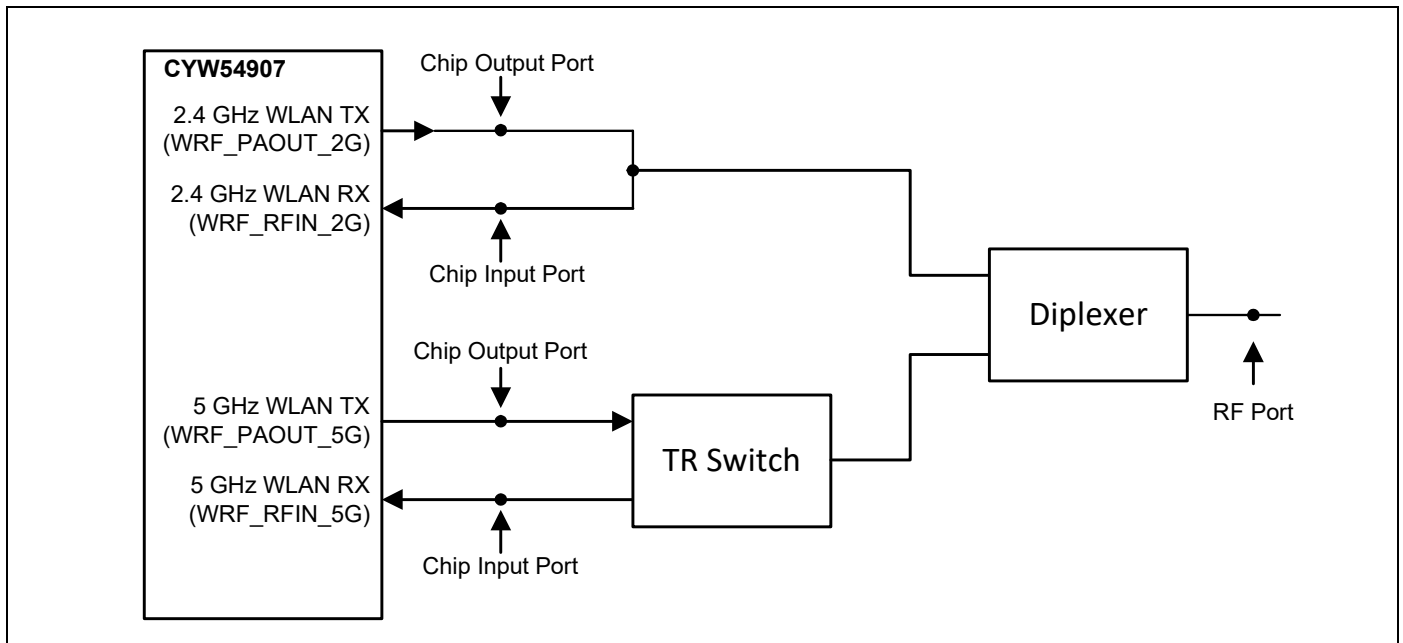 CYW54907
Chip Output Port
2.4 GHz WLAN TX
(WRF_PAOUT_2G)
2.4 GHz WLAN RX
(WRF_RFIN_2G)
Chip Input Port
Diplexer
RF Port
Chip Output Port
5 GHz WLAN TX
(WRF_PAOUT_5G)
TR Switch
5 GHz WLAN RX
(WRF_RFIN_5G)
Chip Input Port